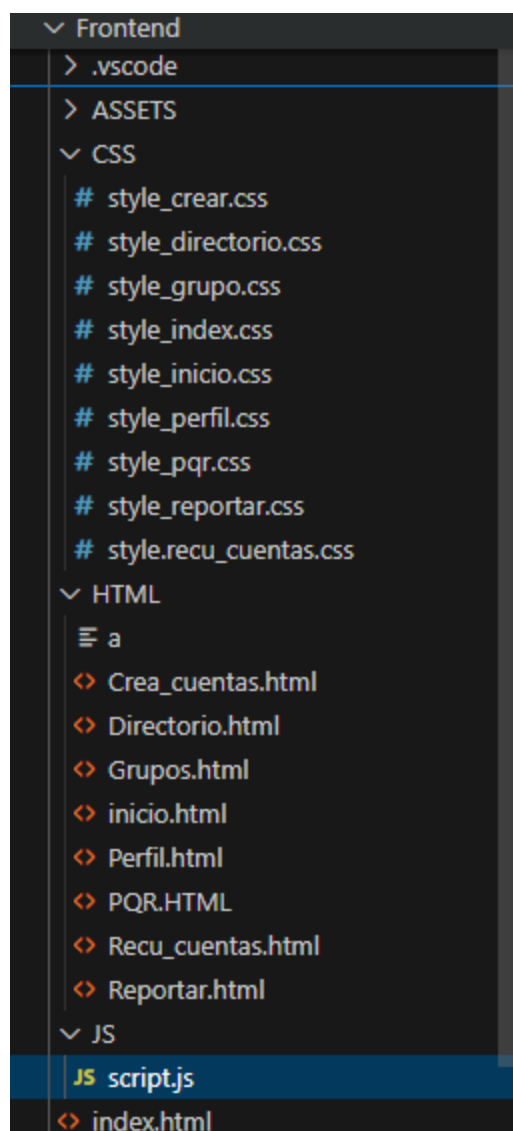 Frontend
.vscode
ASSETS
CSS
# style_crear.css
# style_directorio.css
# style_grupo.css
# style_index.css
# style_inicio.css
# style_perfil.css
# style_pqr.css
# style_reportar.css
# style.recu_cuentas.css
HTML
a
<> Crea_cuentas.html
<> Directorio.html
<> Grupos.html
<> inicio.html
<> Perfil.html
<> PQR.HTML
<> Recu_cuentas.html
<> Reportar.html
JS
JS script.js
<> index.html